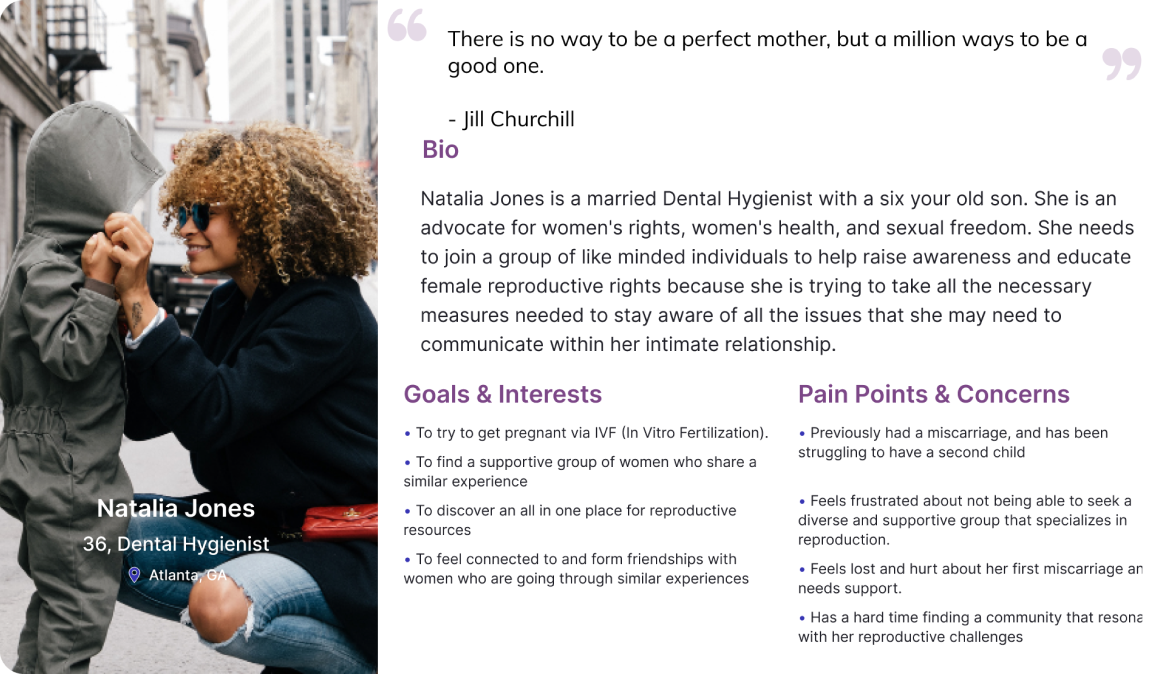 There is no way to be a perfect mother, but a million ways to be a
good one.
- Jill Churchill
Bio
Natalia Jones is a married Dental Hygienist with a six your old son. She is an
advocate for women's rights, women's health, and sexual freedom. She needs
to join a group of like minded individuals to help raise awareness and educate
female reproductive rights because she is trying to take all the necessary
measures needed to stay aware of all the issues that she may need to
communicate within her intimate relationship.
Goals & Interests
• To try to get pregnant via IVF (In Vitro Fertilization).
• To find a supportive group of women who share a
similar experience
• To discover an all in one place for reproductive
resources
• To feel connected to and form friendships with
women who are going through similar experiences
Pain Points & Concerns
• Previously had a miscarriage, and has been
struggling to have a second child
• Feels frustrated about not being able to seek a
diverse and supportive group that specializes in
reproduction.
• Feels lost and hurt about her first miscarriage an
needs support.
• Has a hard time finding a community that resona
with her reproductive challenges
Natalia Jones
36, Dental Hygienist
Atlanta, GA